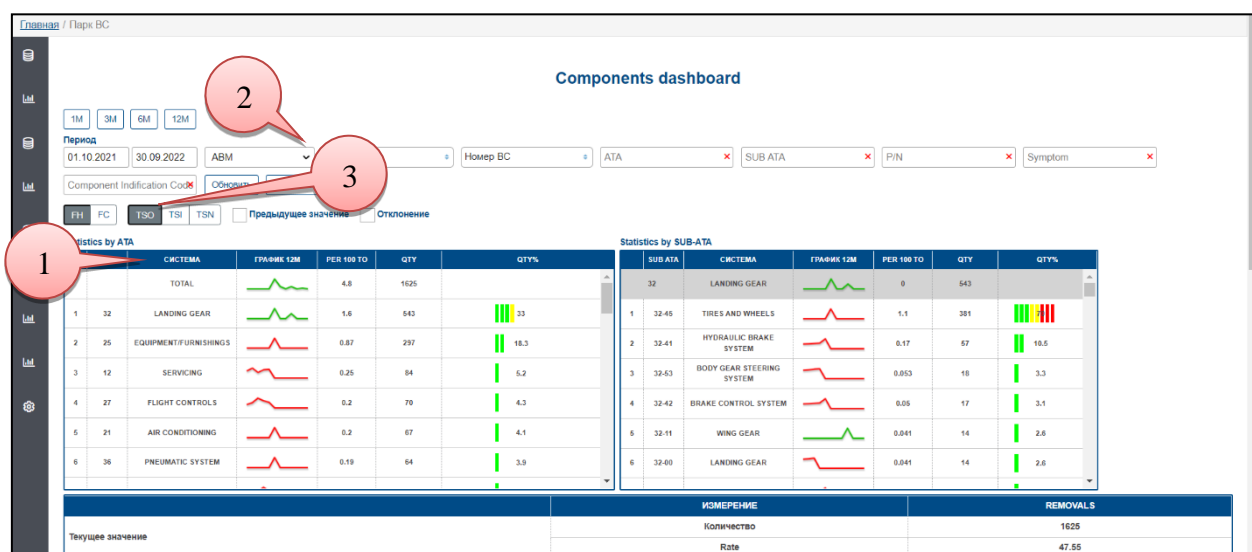 Главная / Парк ВС
Components dashboard
1M 3M 6M 12M
Период
01.10.2021 30.09.2022 ABM Номер ВС ATA SUB ATA P/N Symptom
Component Indification Code Обновить
FH FC TSO TSI TSN Предыдущее значение Отклонение
1
2
3
Statistics by ATA
СИСТЕМА ГРАФИК 12М PER 100 TO QTY QTY%
TOTAL 4.8 1625
1 32 LANDING GEAR 1.6 543 33
2 25 EQUIPMENT/FURNISHINGS 0.87 297 18.3
3 12 SERVICING 0.25 84 5.2
4 27 FLIGHT CONTROLS 0.2 70 4.3
5 21 AIR CONDITIONING 0.2 67 4.1
6 36 PNEUMATIC SYSTEM 0.19 64 3.9
Statistics by SUB-ATA
SUB ATA СИСТЕМА ГРАФИК 12М PER 100 TO QTY QTY%
32 LANDING GEAR 0 543
1 32-45 TIRES AND WHEELS 1.1 381
2 32-41 HYDRAULIC BRAKE SYSTEM 0.17 57 10.5
3 32-53 BODY GEAR STEERING SYSTEM 0.053 18 3.3
4 32-42 BRAKE CONTROL SYSTEM 0.05 17 3.1
5 32-11 WING GEAR 0.041 14 2.6
6 32-00 LANDING GEAR 0.041 14 2.6
ИЗМЕРЕНИЕ REMOVALS
Текущее значение
Количество 1625
Rate 47.55